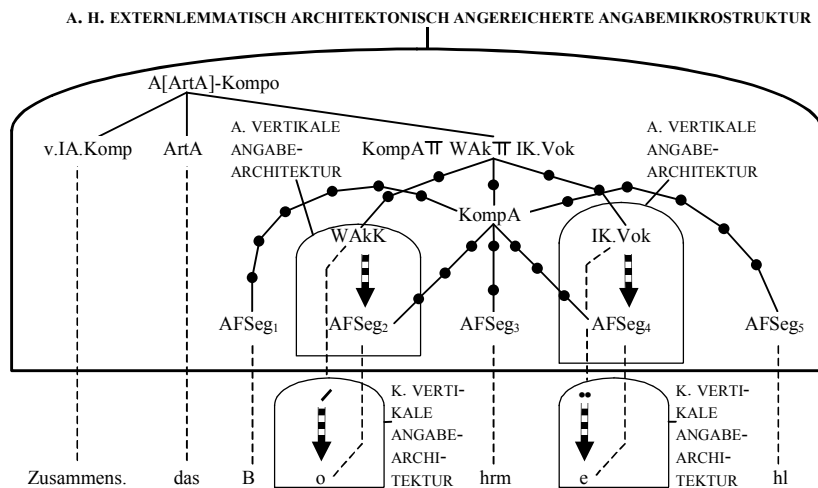 A. H. EXTERNLEMMATISCH ARCHITEKTONISCH ANGEREICHERTE ANGABEMIKROSTRUKTUR
A[ArtA]-Kompo
v.IA.Komp ArtA
A. VERTIKALE
ANGABE-
ARCHITEKTUR
KompA╥ WAk╥ IK.Vok
A. VERTIKALE
ANGABE-
ARCHITEKTUR
KompA
WAkK IK.Vok
AFSeg1 AFSeg2 AFSeg3 AFSeg4 AFSeg5
K. VERTI-
KALE
ANGABE-
ARCHI-
TEKTUR
K. VERTI-
KALE
ANGABE-
ARCHI-
TEKTUR
Zusammens. das B o hrm e hl